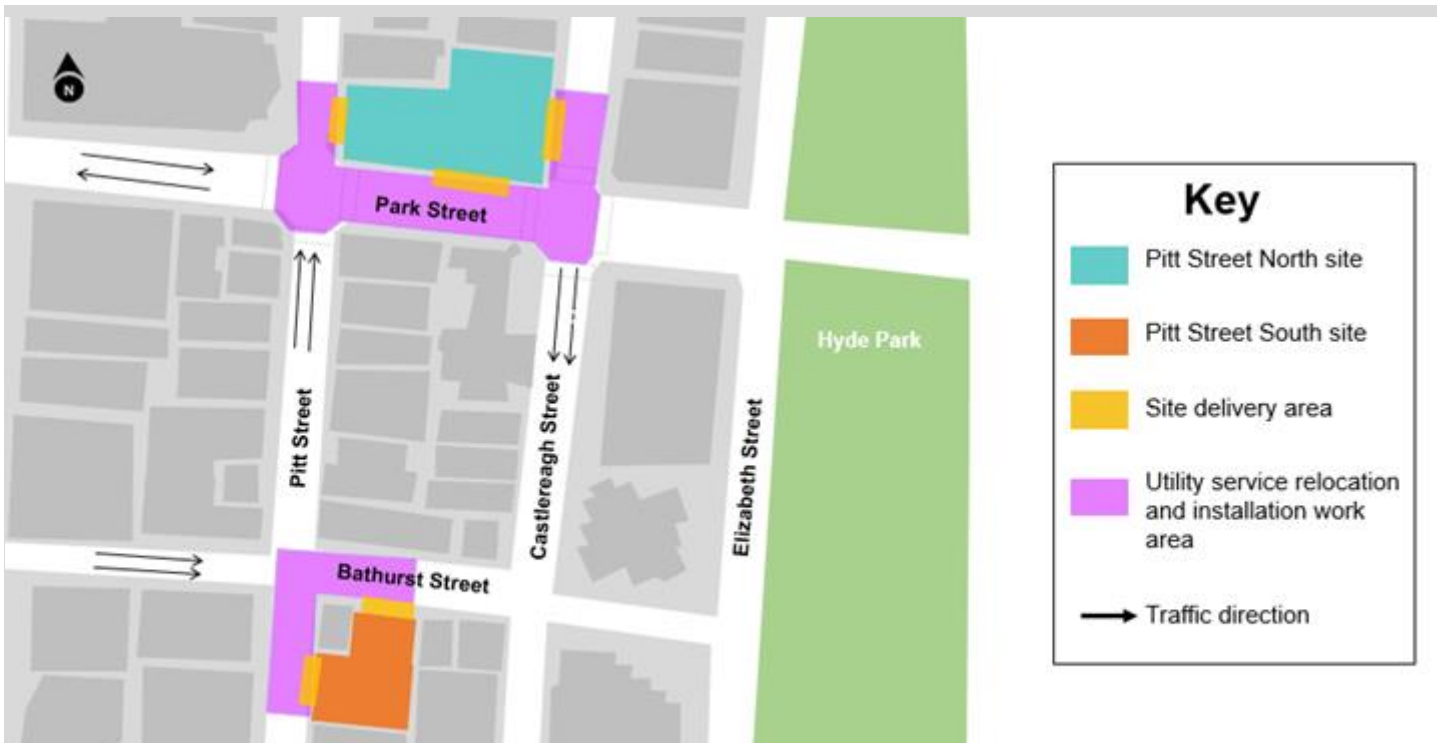 N
Park Street
Pitt Street
Castlereagh Street
Elizabeth Street
Hyde Park
Bathurst Street
Key
Pitt Street North site
Pitt Street South site
Site delivery area
Utility service relocation
and installation work
area
Traffic direction